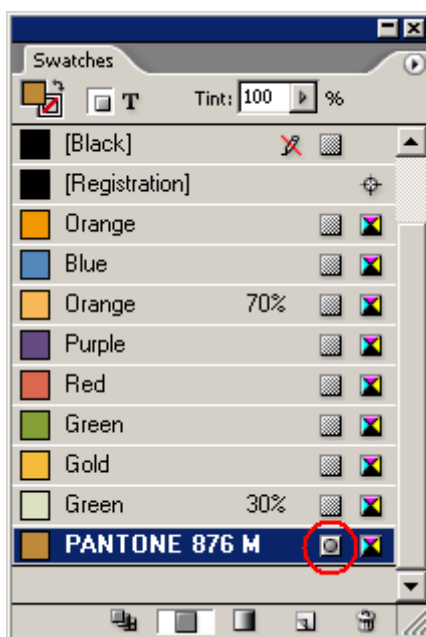 Swatches
T Tint: 100 %
[Black]
[Registration]
Orange
Blue
Orange 70%
Purple
Red
Green
Gold
Green 30%
PANTONE 876 M